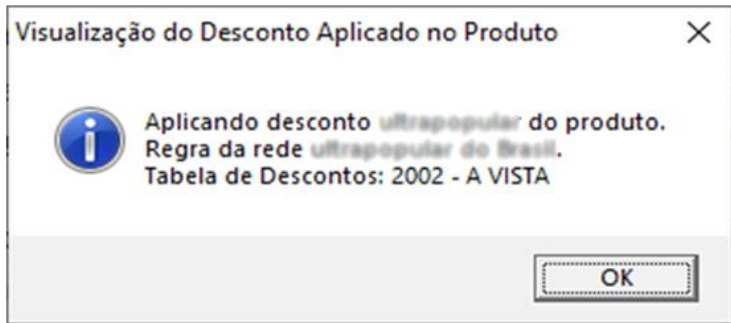 Visualização do Desconto Aplicado no Produto
Aplicando desconto do produto.
Regra da rede
Tabela de Descontos: 2002 - A VISTA
OK